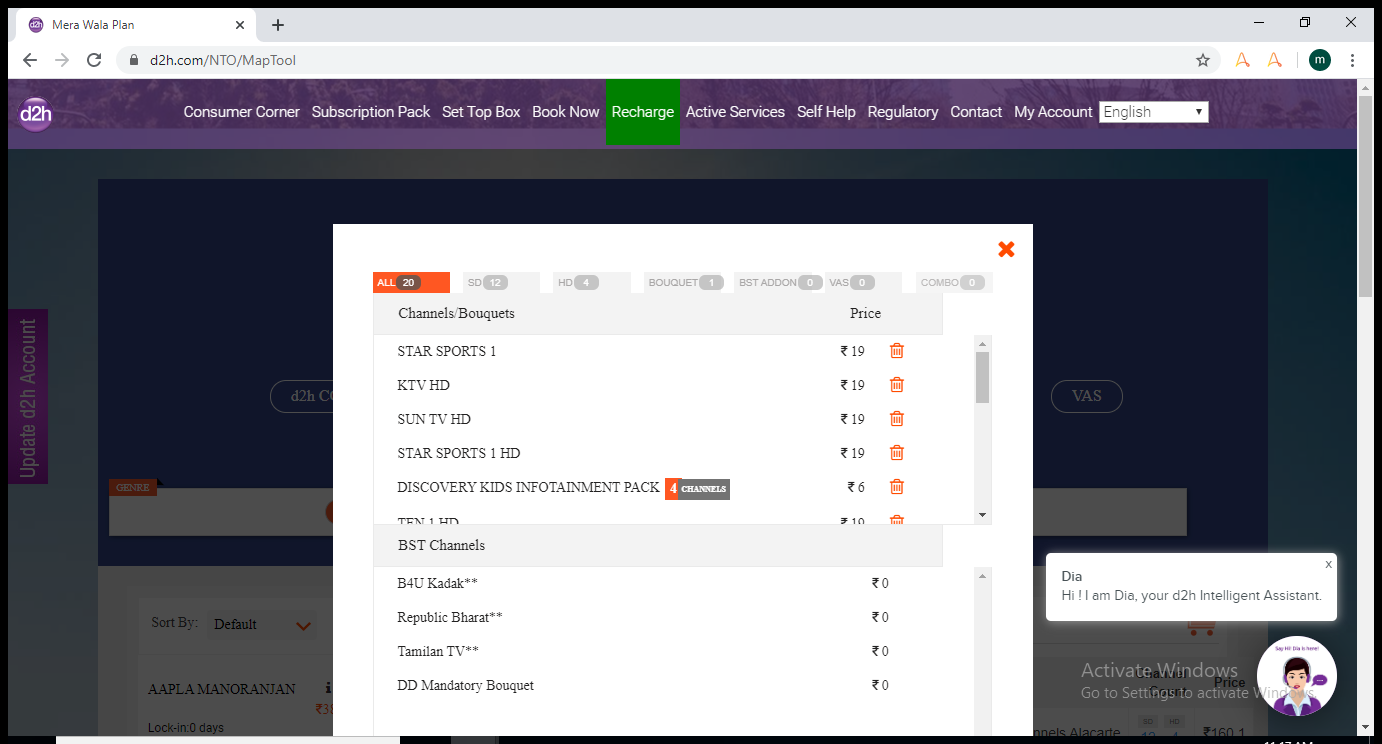 d2h Mera Wala Plan
d2h.com/NTO/MapTool
m
d2h Consumer Corner Subscription Pack Set Top Box Book Now Recharge Active Services Self Help Regulatory Contact My Account English
Update d2h Account
ALL 20 SD 12 HD 4 BOUQUET 1 BST ADDON 0 VAS 0 COMBO 0
Channels/Bouquets Price
STAR SPORTS 1 ₹ 19
KTV HD ₹ 19
SUN TV HD ₹ 19
STAR SPORTS 1 HD ₹ 19
DISCOVERY KIDS INFOTAINMENT PACK 4 CHANNELS ₹ 6
TEN 1 HD ₹ 19
BST Channels
B4U Kadak** ₹ 0
Republic Bharat** ₹ 0
Tamilan TV** ₹ 0
DD Mandatory Bouquet ₹ 0
d2h
VAS
GENRE
Sort By: Default
AAPLA MANORANJAN
Lock-in:0 days
x
Dia
Hi ! I am Dia, your d2h Intelligent Assistant.
Say Hi! Dia is here!
Activate Windows
Go to Settings to activate Windows.
Channel
Count
Price
SD HD
Alacarte ₹160.1